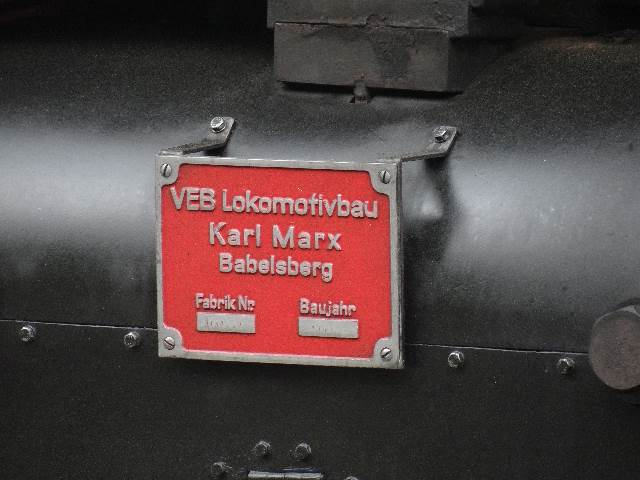 VEB Lokomotivbau
Karl Marx
Babelsberg
Fabrik Nr. Baujahr